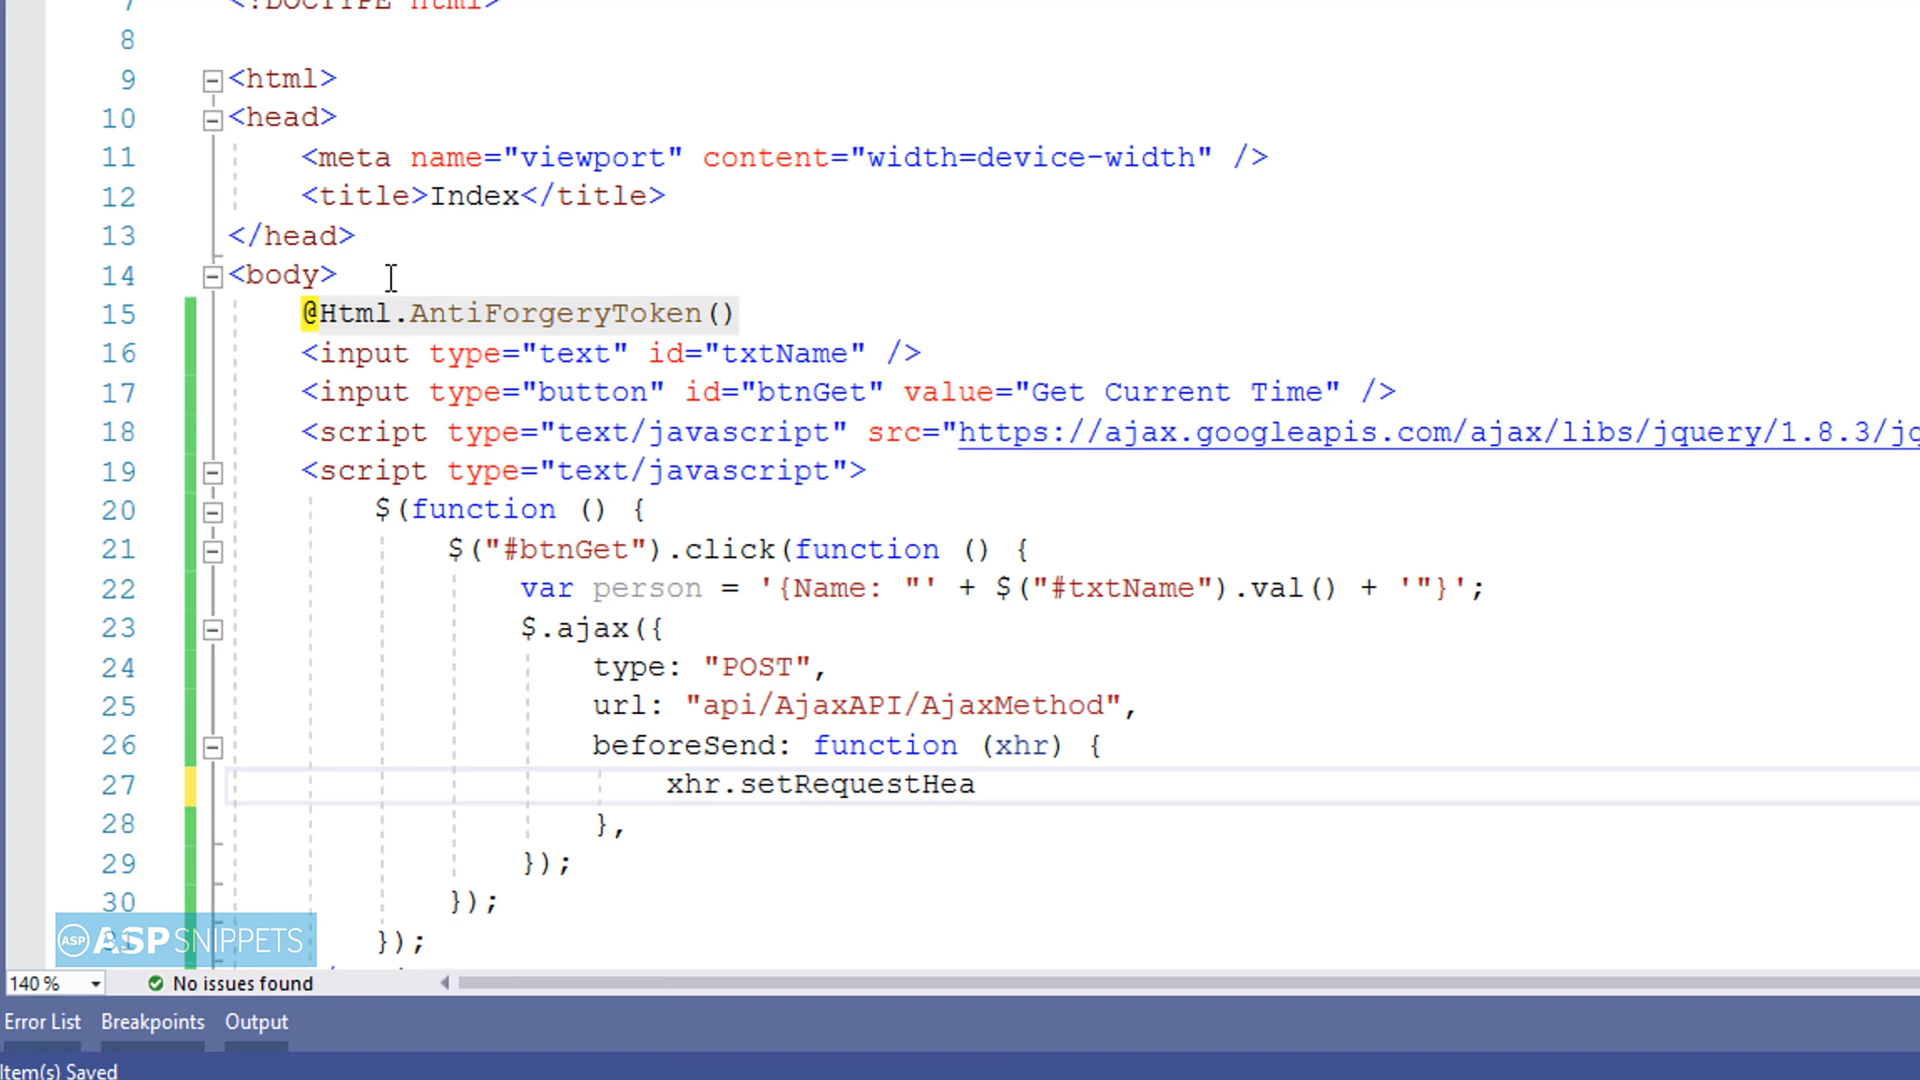 7 <!DOCTYPE html>
8
9 <html>
10 <head>
11 <meta name="viewport" content="width=device-width" />
12 <title>Index</title>
13 </head>
14 <body>
15 @Html.AntiForgeryToken()
16 <input type="text" id="txtName" />
17 <input type="button" id="btnGet" value="Get Current Time" />
18 <script type="text/javascript" src="https://ajax.googleapis.com/ajax/libs/jquery/1.8.3/jq
19 <script type="text/javascript">
20 $(function () {
21 $("#btnGet").click(function () {
22 var person = '{Name: "' + $("#txtName").val() + '"}';
23 $.ajax({
24 type: "POST",
25 url: "api/AjaxAPI/AjaxMethod",
26 beforeSend: function (xhr) {
27 xhr.setRequestHea
28 },
29 });
30 });
31 });
ASP ASPSNIPPETS
140 % No issues found
Error List Breakpoints Output
Item(s) Saved